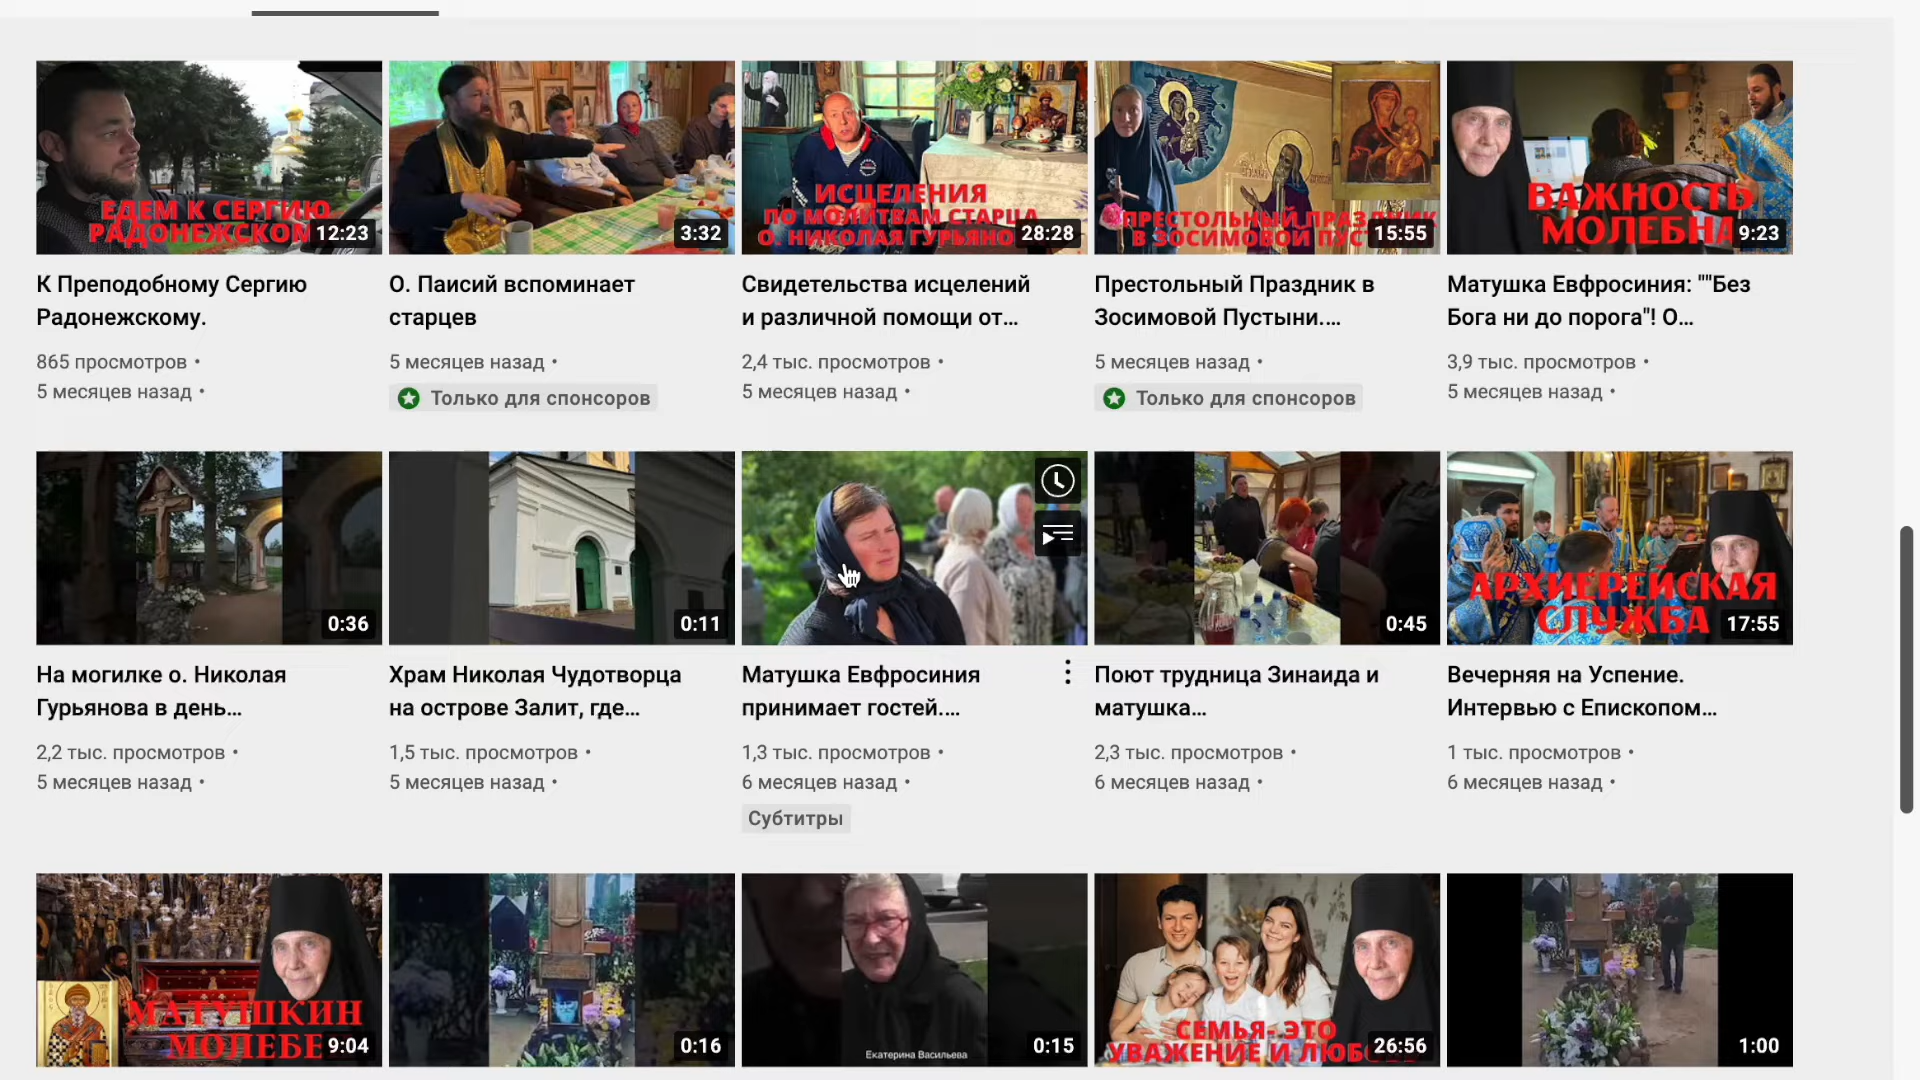 ЕДЕМ К СЕРГИЮ
РАДОНЕЖСКОМ
12:23
3:32
ИСЦЕЛЕНИЯ
ПО МОЛИТВАМ СТАРЦА
О. НИКОЛАЯ ГУРЬЯНО
28:28
ПРЕСТОЛЬНЫЙ ПРАЗДНИК
В ЗОСИМОВОЙ ПУСТ
15:55
ВАЖНОСТЬ
МОЛЕБНА
9:23
К Преподобному Сергию
Радонежскому.
865 просмотров •
5 месяцев назад •
О. Паисий вспоминает
старцев
5 месяцев назад •
Только для спонсоров
Свидетельства исцелений
и различной помощи от...
2,4 тыс. просмотров •
5 месяцев назад •
Престольный Праздник в
Зосимовой Пустыни....
5 месяцев назад •
Только для спонсоров
Матушка Евфросиния: ""Без
Бога ни до порога"! О...
3,9 тыс. просмотров •
5 месяцев назад •
0:36
0:11
0:45
АРХИЕРЕЙСКАЯ
СЛУЖБА
17:55
На могилке о. Николая
Гурьянова в день...
2,2 тыс. просмотров •
5 месяцев назад •
Храм Николая Чудотворца
на острове Залит, где...
1,5 тыс. просмотров •
5 месяцев назад •
Матушка Евфросиния
принимает гостей....
1,3 тыс. просмотров •
6 месяцев назад •
Субтитры
Поют трудница Зинаида и
матушка...
2,3 тыс. просмотров •
6 месяцев назад •
Вечерняя на Успение.
Интервью с Епископом...
1 тыс. просмотров •
6 месяцев назад •
МАТУШКИН
МОЛЕБЕ
9:04
0:16
Екатерина Васильева
0:15
СЕМЬЯ- ЭТО
УВАЖЕНИЕ И ЛЮБО
26:56
1:00